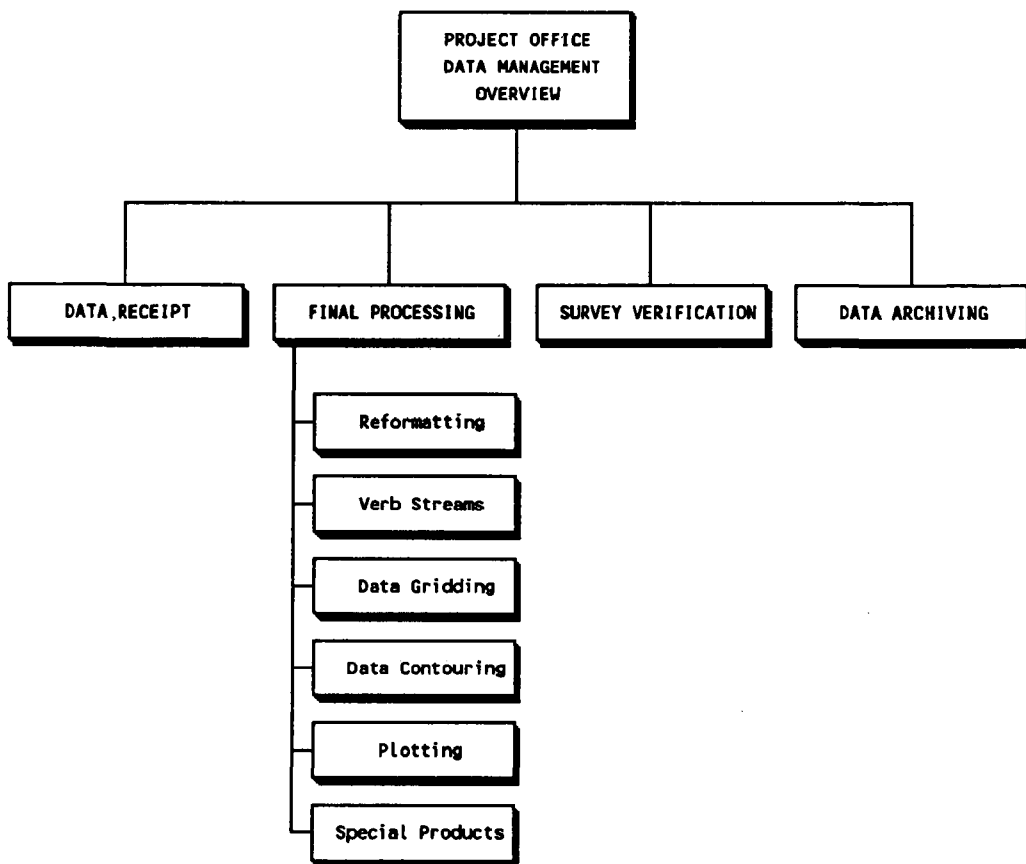 PROJECT OFFICE
DATA MANAGEMENT
OVERVIEW
DATA,RECEIPT
FINAL PROCESSING
SURVEY VERIFICATION
DATA ARCHIVING
Reformatting
Verb Streams
Data Gridding
Data Contouring
Plotting
Special Products